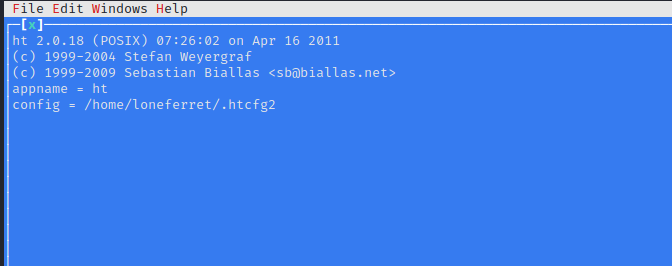 File Edit Windows Help
[x]
ht 2.0.18 (POSIX) 07:26:02 on Apr 16 2011
(c) 1999-2004 Stefan Weyergraf
(c) 1999-2009 Sebastian Biallas <sb@biallas.net>
appname = ht
config = /home/loneferret/.htcfg2